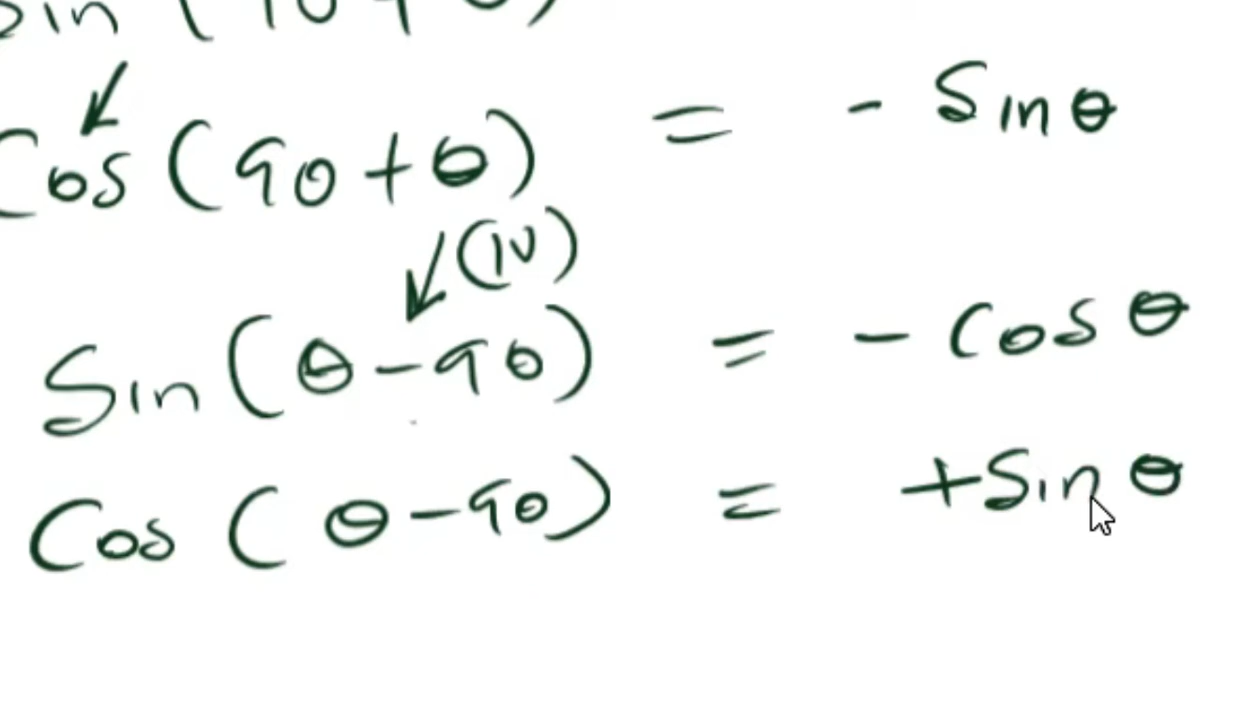 Cos (90+θ) = - Sinθ
(IV)
Sin (θ-90) = - Cosθ
Cos (θ-90) = +Sinθ